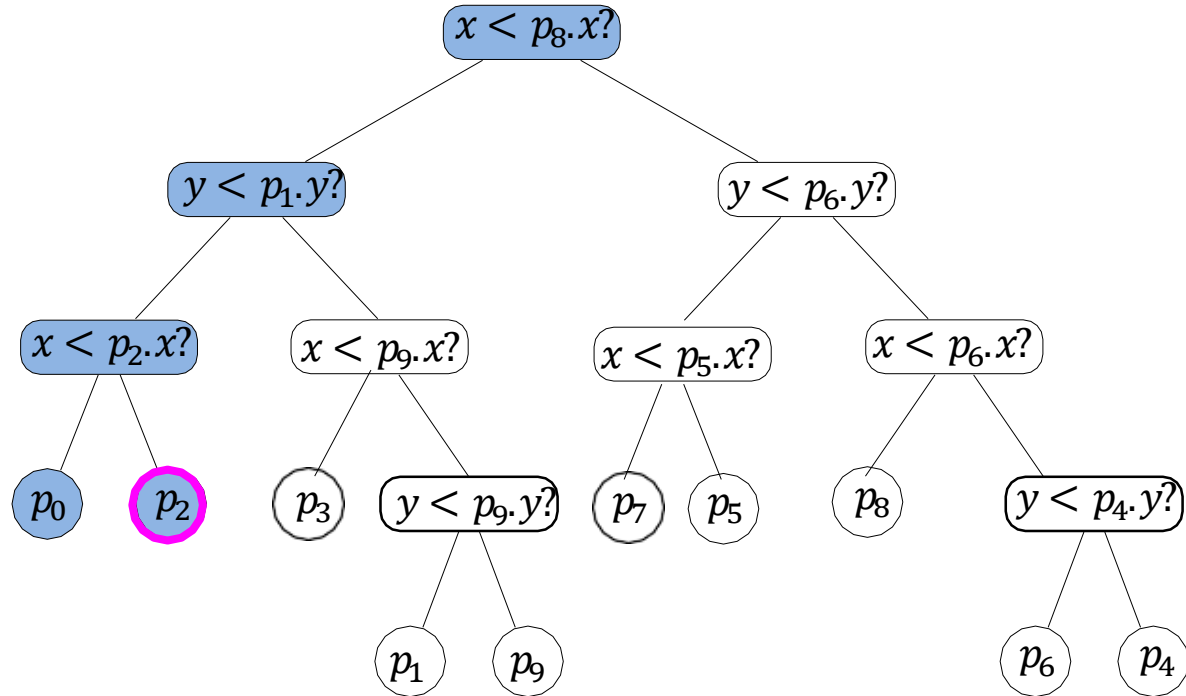 x < p₈.x?
y < p₁.y?
y < p₆.y?
x < p₂.x?
x < p₉.x?
x < p₅.x?
x < p₆.x?
p₀
p₂
p₃
y < p₉.y?
p₇
p₅
p₈
y < p₄.y?
p₁
p₉
p₆
p₄